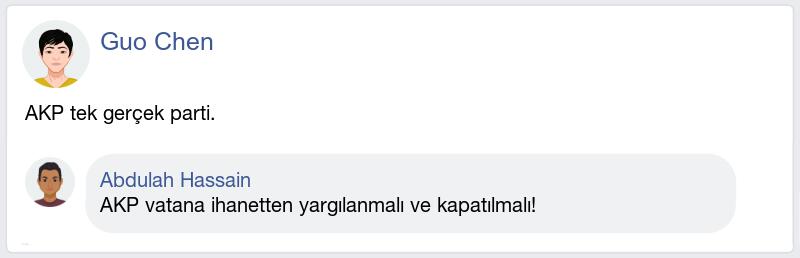 Guo Chen
AKP tek gerçek parti.
Abdulah Hassain
AKP vatana ihanetten yargılanmalı ve kapatılmalı!